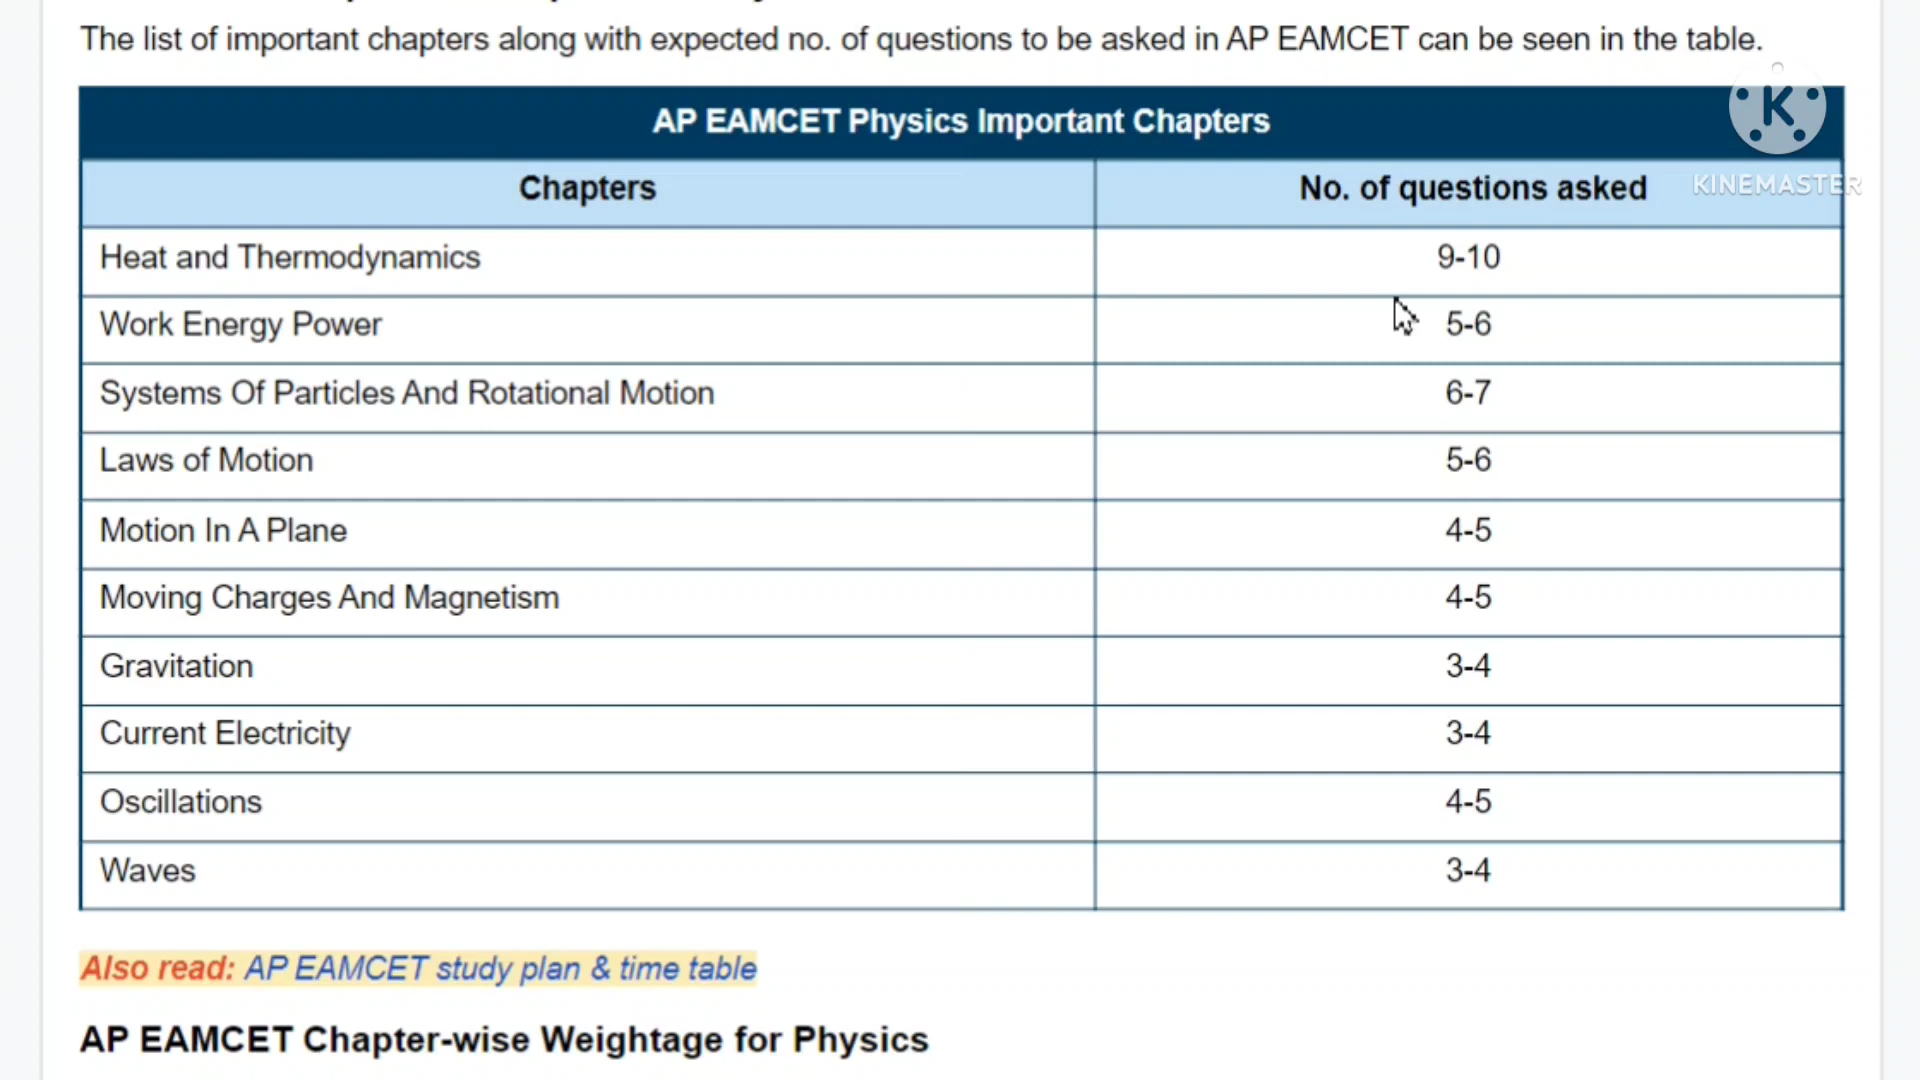 The list of important chapters along with expected no. of questions to be asked in AP EAMCET can be seen in the table.
AP EAMCET Physics Important Chapters
K
KINEMASTER
Chapters No. of questions asked
Heat and Thermodynamics 9-10
Work Energy Power 5-6
Systems Of Particles And Rotational Motion 6-7
Laws of Motion 5-6
Motion In A Plane 4-5
Moving Charges And Magnetism 4-5
Gravitation 3-4
Current Electricity 3-4
Oscillations 4-5
Waves 3-4
Also read: AP EAMCET study plan & time table
AP EAMCET Chapter-wise Weightage for Physics